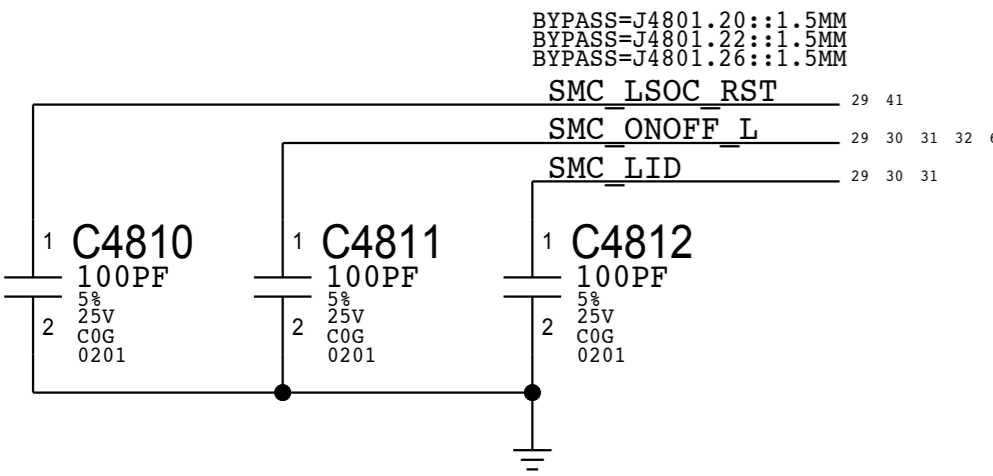 BYPASS=J4801.20::1.5MM
BYPASS=J4801.22::1.5MM
BYPASS=J4801.26::1.5MM
SMC_LSOC_RST 29 41
SMC_ONOFF_L 29 30 31 32
SMC_LID 29 30 31
1 C4810
100PF
5%
25V
2
C0G
0201
1 C4811
100PF
5%
25V
2
C0G
0201
1 C4812
100PF
5%
25V
2
C0G
0201